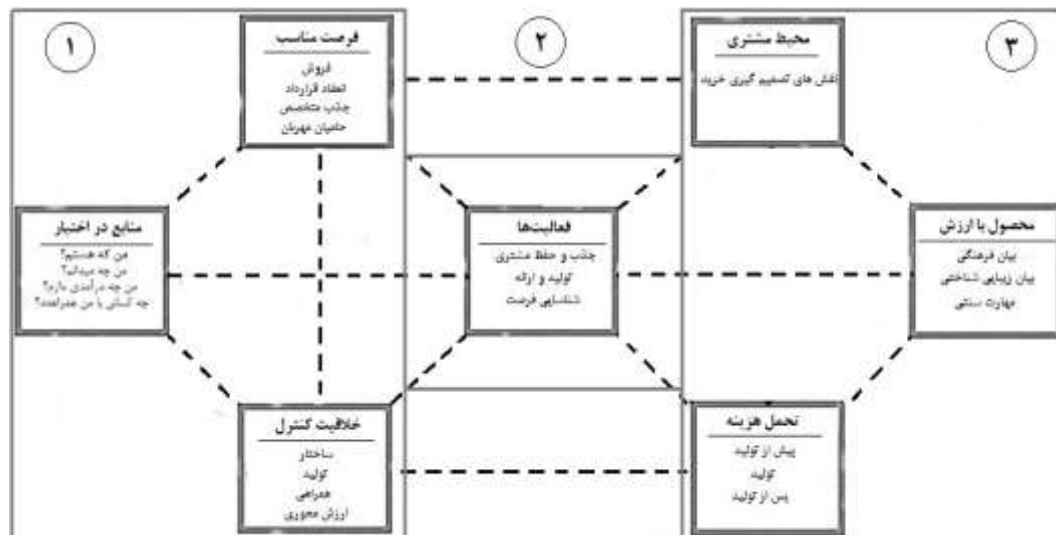 ۱
فرصت مناسب
فروش
انعقاد قرارداد
جذب متخصص
حامیان مهربان
منابع در اختیار
من که هستم؟
من چه میدانم؟
من چه درآمدی دارم؟
چه کسانی با من همراهند؟
خلاقیت کنترل
ساختار
تولید
همراهی
ارزش محوری
۲
فعالیت‌ها
جذب و حفظ مشتری
تولید و ارائه
شناسایی فرصت
۳
محیط مشتری
نقش های تصمیم گیری خرید
محصول با ارزش
بیان فرهنگی
بیان زیبایی شناختی
مهارت سنتی
تحمل هزینه
پیش از تولید
تولید
پس از تولید